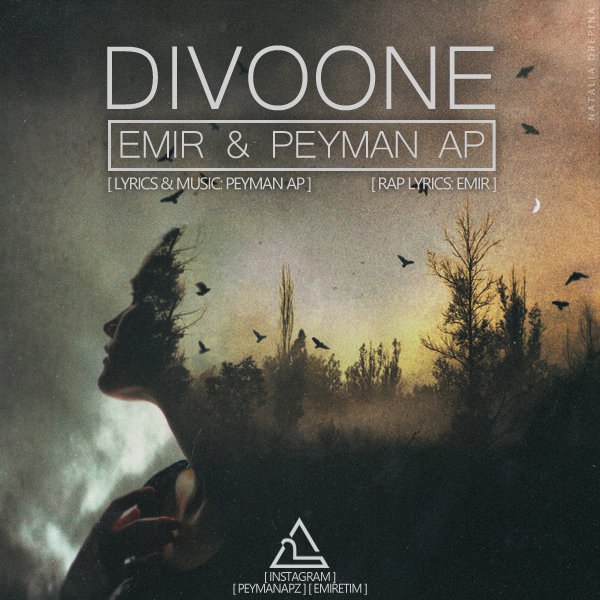 DIVOONE
EMIR & PEYMAN AP
[ LYRICS & MUSIC: PEYMAN AP ] [ RAP LYRICS: EMIR ]
NATALIA DREPINA
[ INSTAGRAM ]
[ PEYMANAPZ ] [ EMIRETIM ]